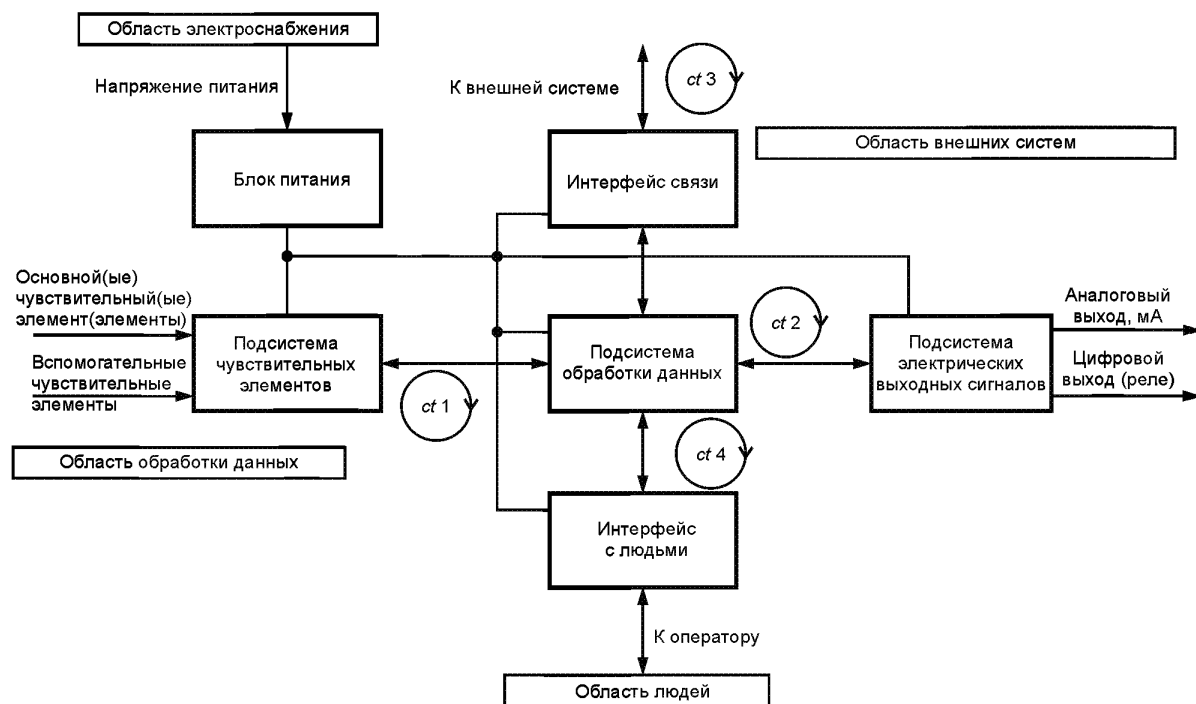 Область электроснабжения
Напряжение питания
К внешней системе
ct 3
Область внешних систем
Блок питания
Интерфейс связи
Основной(ые)
чувствительный(ые)
элемент(элементы)
Вспомогательные
чувствительные
элементы
Подсистема
чувствительных
элементов
ct 1
Подсистема
обработки данных
ct 2
Подсистема
электрических
выходных сигналов
Аналоговый
выход, мА
Цифровой
выход (реле)
Область обработки данных
ct 4
Интерфейс
с людьми
К оператору
Область людей